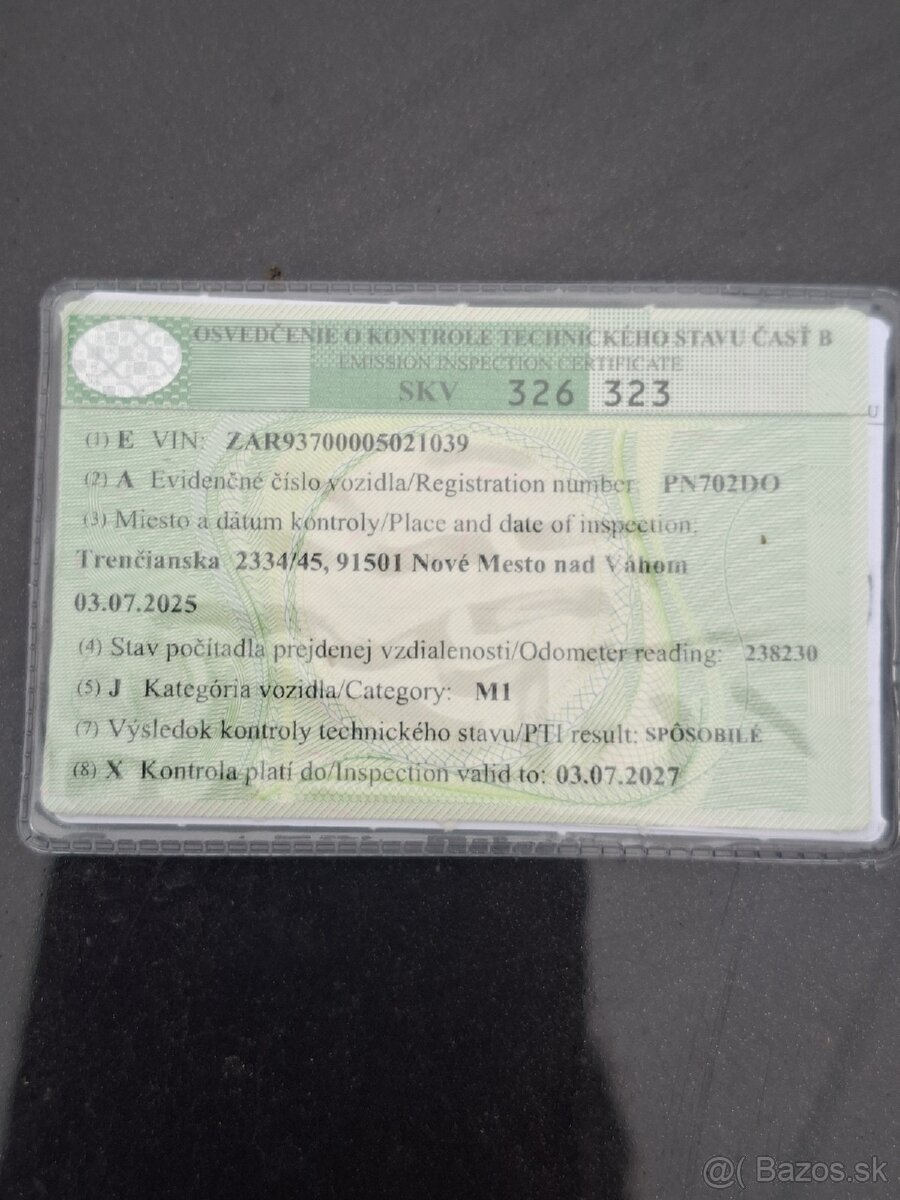 OSVEDČENIE O KONTROLE TECHNICKÉHO STAVU ČASŤ B
EMISSION INSPECTION CERTIFICATE
SKV 326 323
U
(1) E VIN: ZAR93700005021039
(2) A Evidenčné číslo vozidla/Registration number PN702DO
(3) Miesto a dátum kontroly/Place and date of inspection:
Trenčianska 2334/45, 91501 Nové Mesto nad Váhom
03.07.2025
(4) Stav počítadla prejdenej vzdialenosti/Odometer reading: 238230
(5) J Kategória vozidla/Category: M1
(7) Výsledok kontroly technického stavu/PTI result: SPÔSOBILÉ
(8) X Kontrola platí do/Inspection valid to: 03.07.2027
@( Bazos.sk